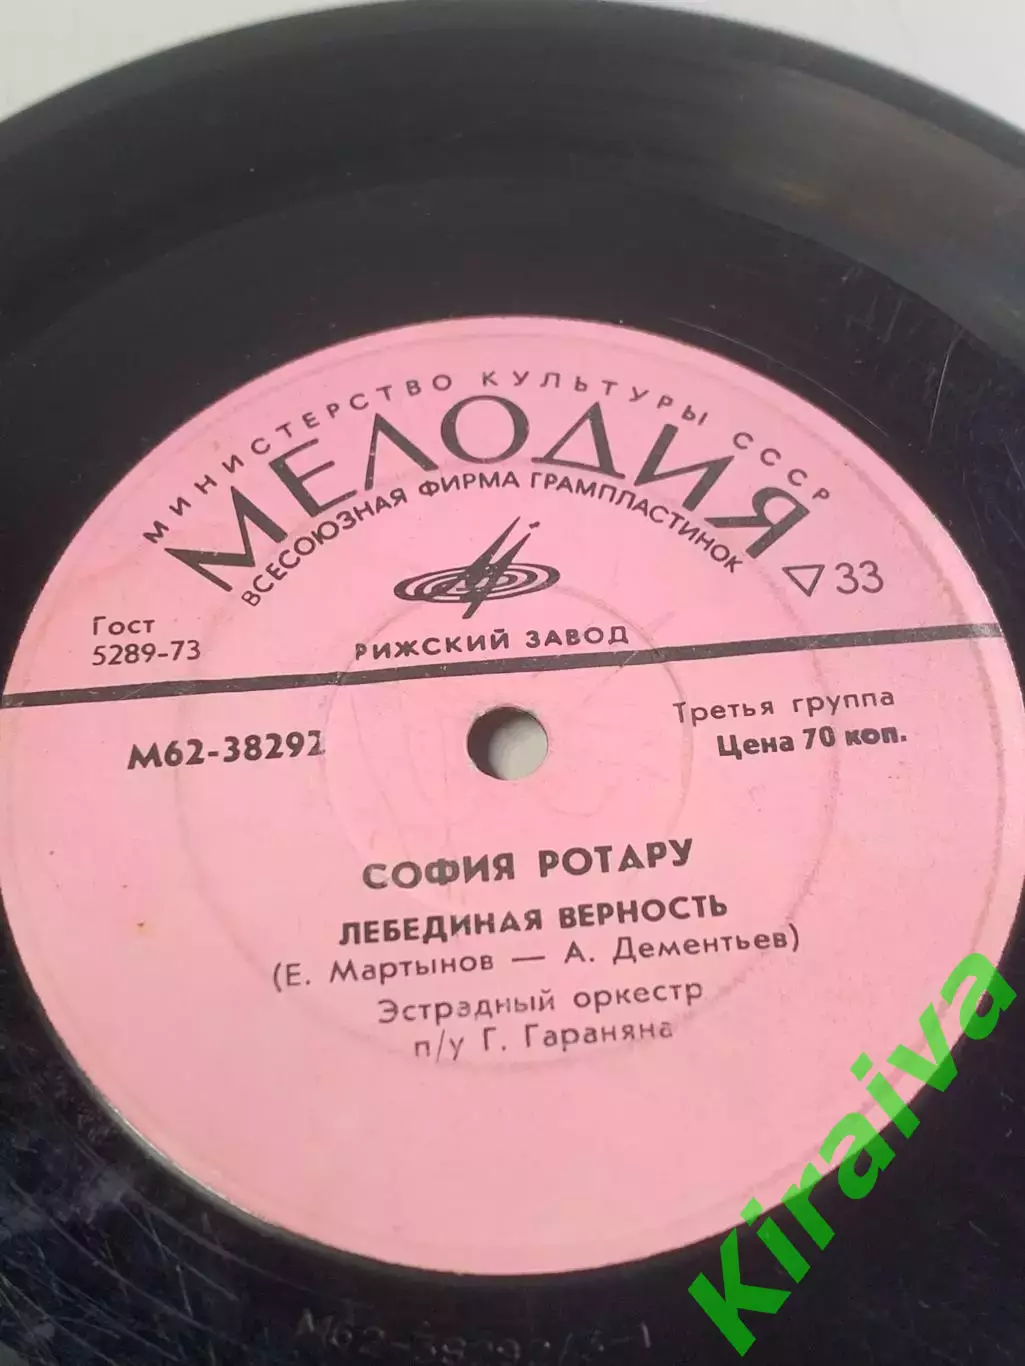 МИНИСТЕРСТВО КУЛЬТУРЫ СССР
МЕЛОДИЯ
ВСЕСОЮЗНАЯ ФИРМА ГРАМПЛАСТИНОК
33
Гост
5289-73
РИЖСКИЙ ЗАВОД
М62-38292
Третья группа
Цена 70 коп.
СОФИЯ РОТАРУ
ЛЕБЕДИНАЯ ВЕРНОСТЬ
(Е. Мартынов — А. Дементьев)
Эстрадный оркестр
п/у Г. Гараняна
Kiraiva